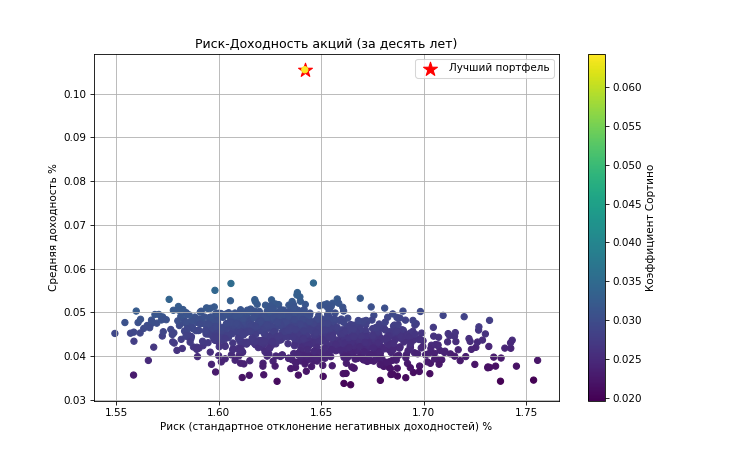 Риск-Доходность акций (за десять лет)
Лучший портфель
Средняя доходность %
0.10
0.09
0.08
0.07
0.06
0.05
0.04
0.03
1.55 1.60 1.65 1.70 1.75
Риск (стандартное отклонение негативных доходностей) %
0.060
0.055
0.050
0.045
0.040
0.035
0.030
0.025
0.020
Коэффициент Сортино